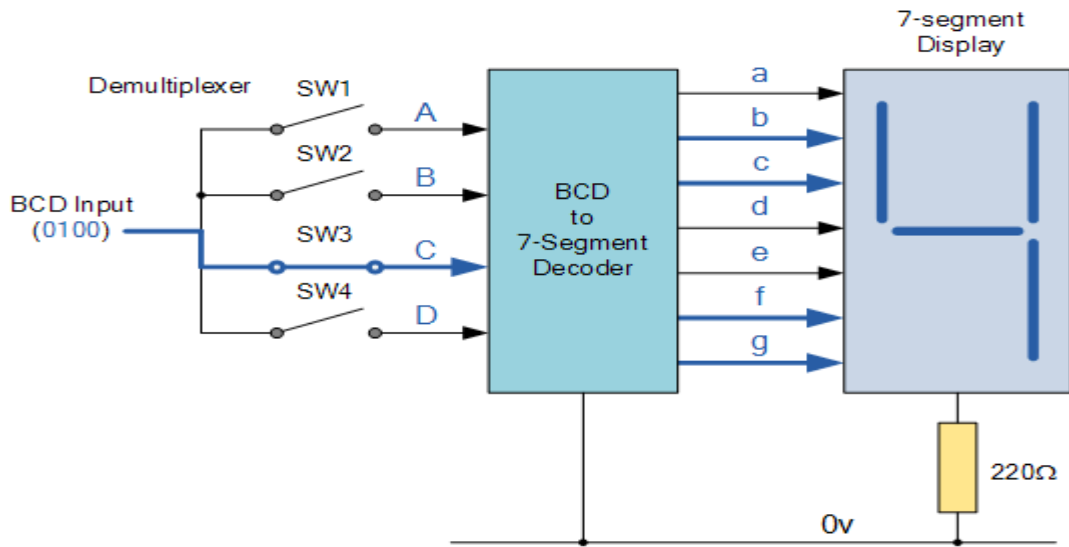 7-segment
Display
Demultiplexer
SW1
A
a
SW2
B
b
BCD Input
(0100)
SW3
C
c
BCD
to
7-Segment
Decoder
d
SW4
D
e
f
g
220Ω
0v